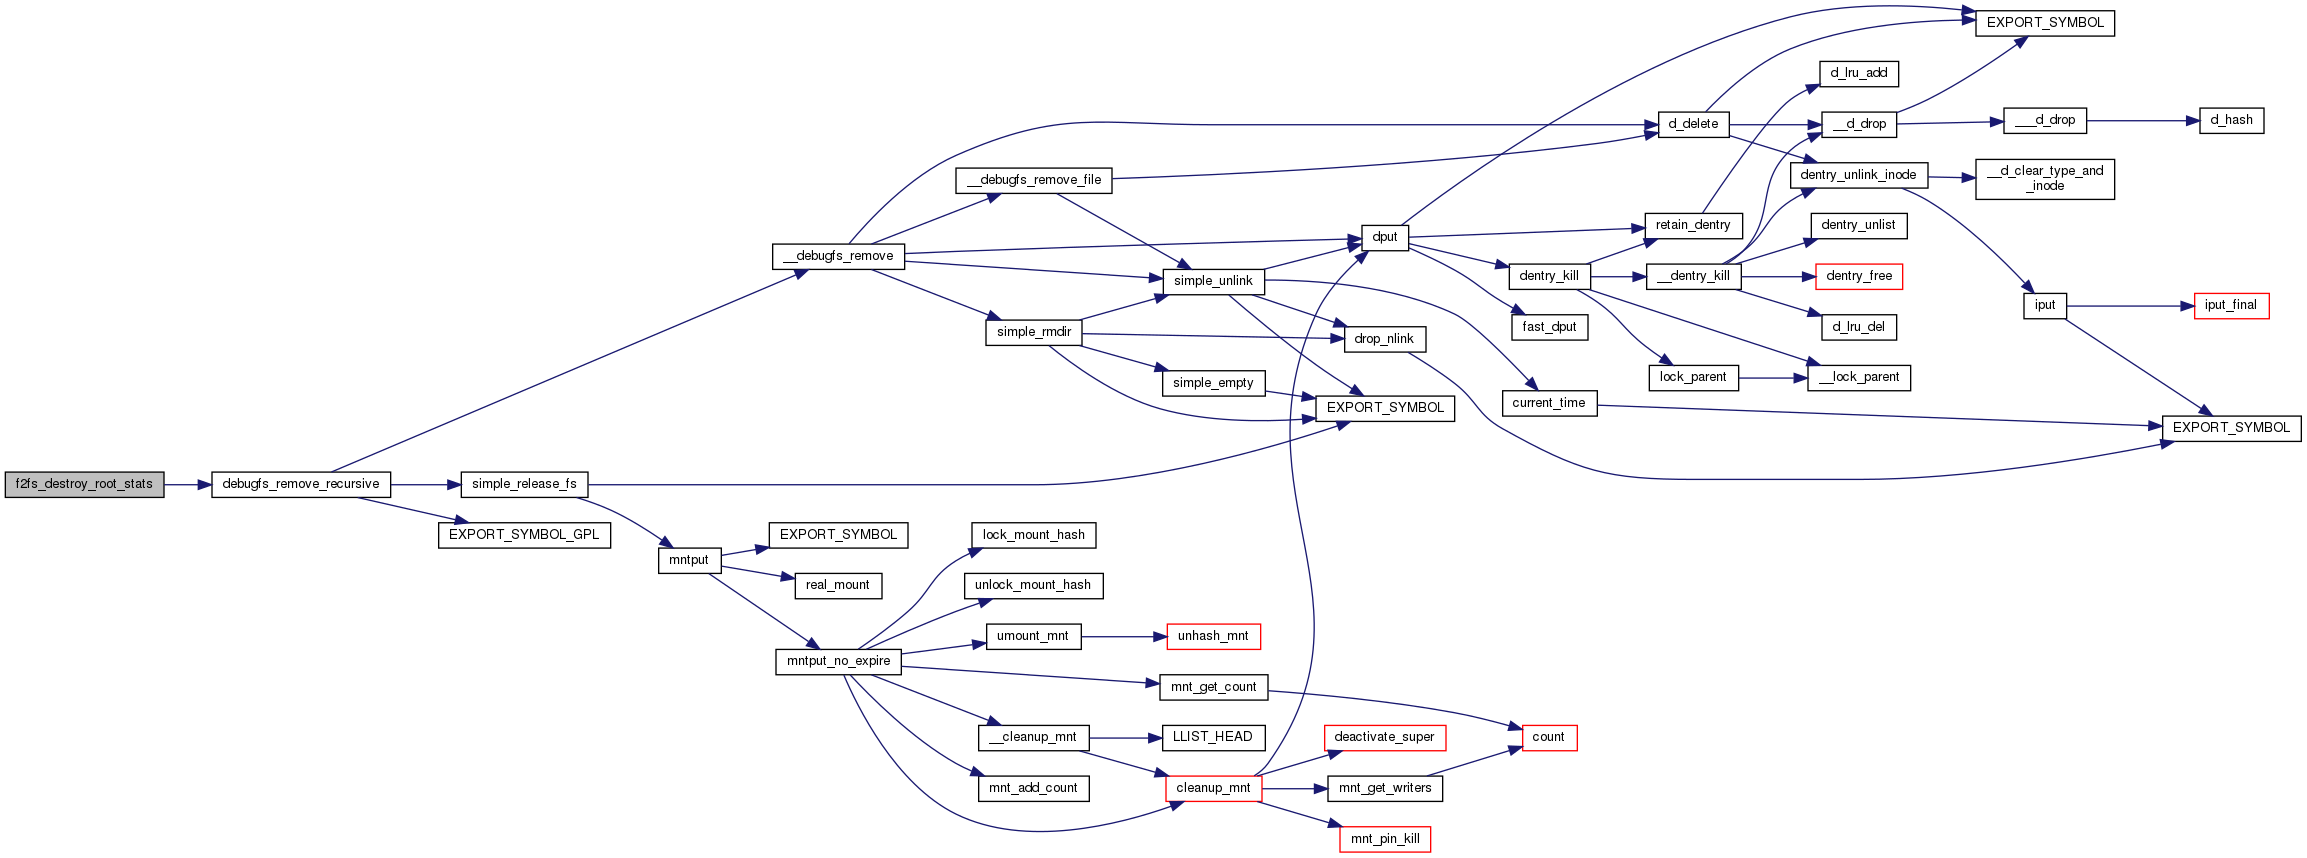 EXPORT_SYMBOL
d_lru_add
d_delete
__d_drop
___d_drop
d_hash
__debugfs_remove_file
dentry_unlink_inode
__d_clear_type_and
_inode
retain_dentry
dentry_unlist
dput
__debugfs_remove
simple_unlink
dentry_kill
__dentry_kill
dentry_free
iput
iput_final
simple_rmdir
drop_nlink
fast_dput
d_lru_del
simple_empty
lock_parent
__lock_parent
EXPORT_SYMBOL
current_time
EXPORT_SYMBOL
f2fs_destroy_root_stats
debugfs_remove_recursive
simple_release_fs
EXPORT_SYMBOL_GPL
EXPORT_SYMBOL
lock_mount_hash
mntput
real_mount
unlock_mount_hash
umount_mnt
unhash_mnt
mntput_no_expire
mnt_get_count
__cleanup_mnt
LLIST_HEAD
deactivate_super
count
mnt_add_count
cleanup_mnt
mnt_get_writers
mnt_pin_kill